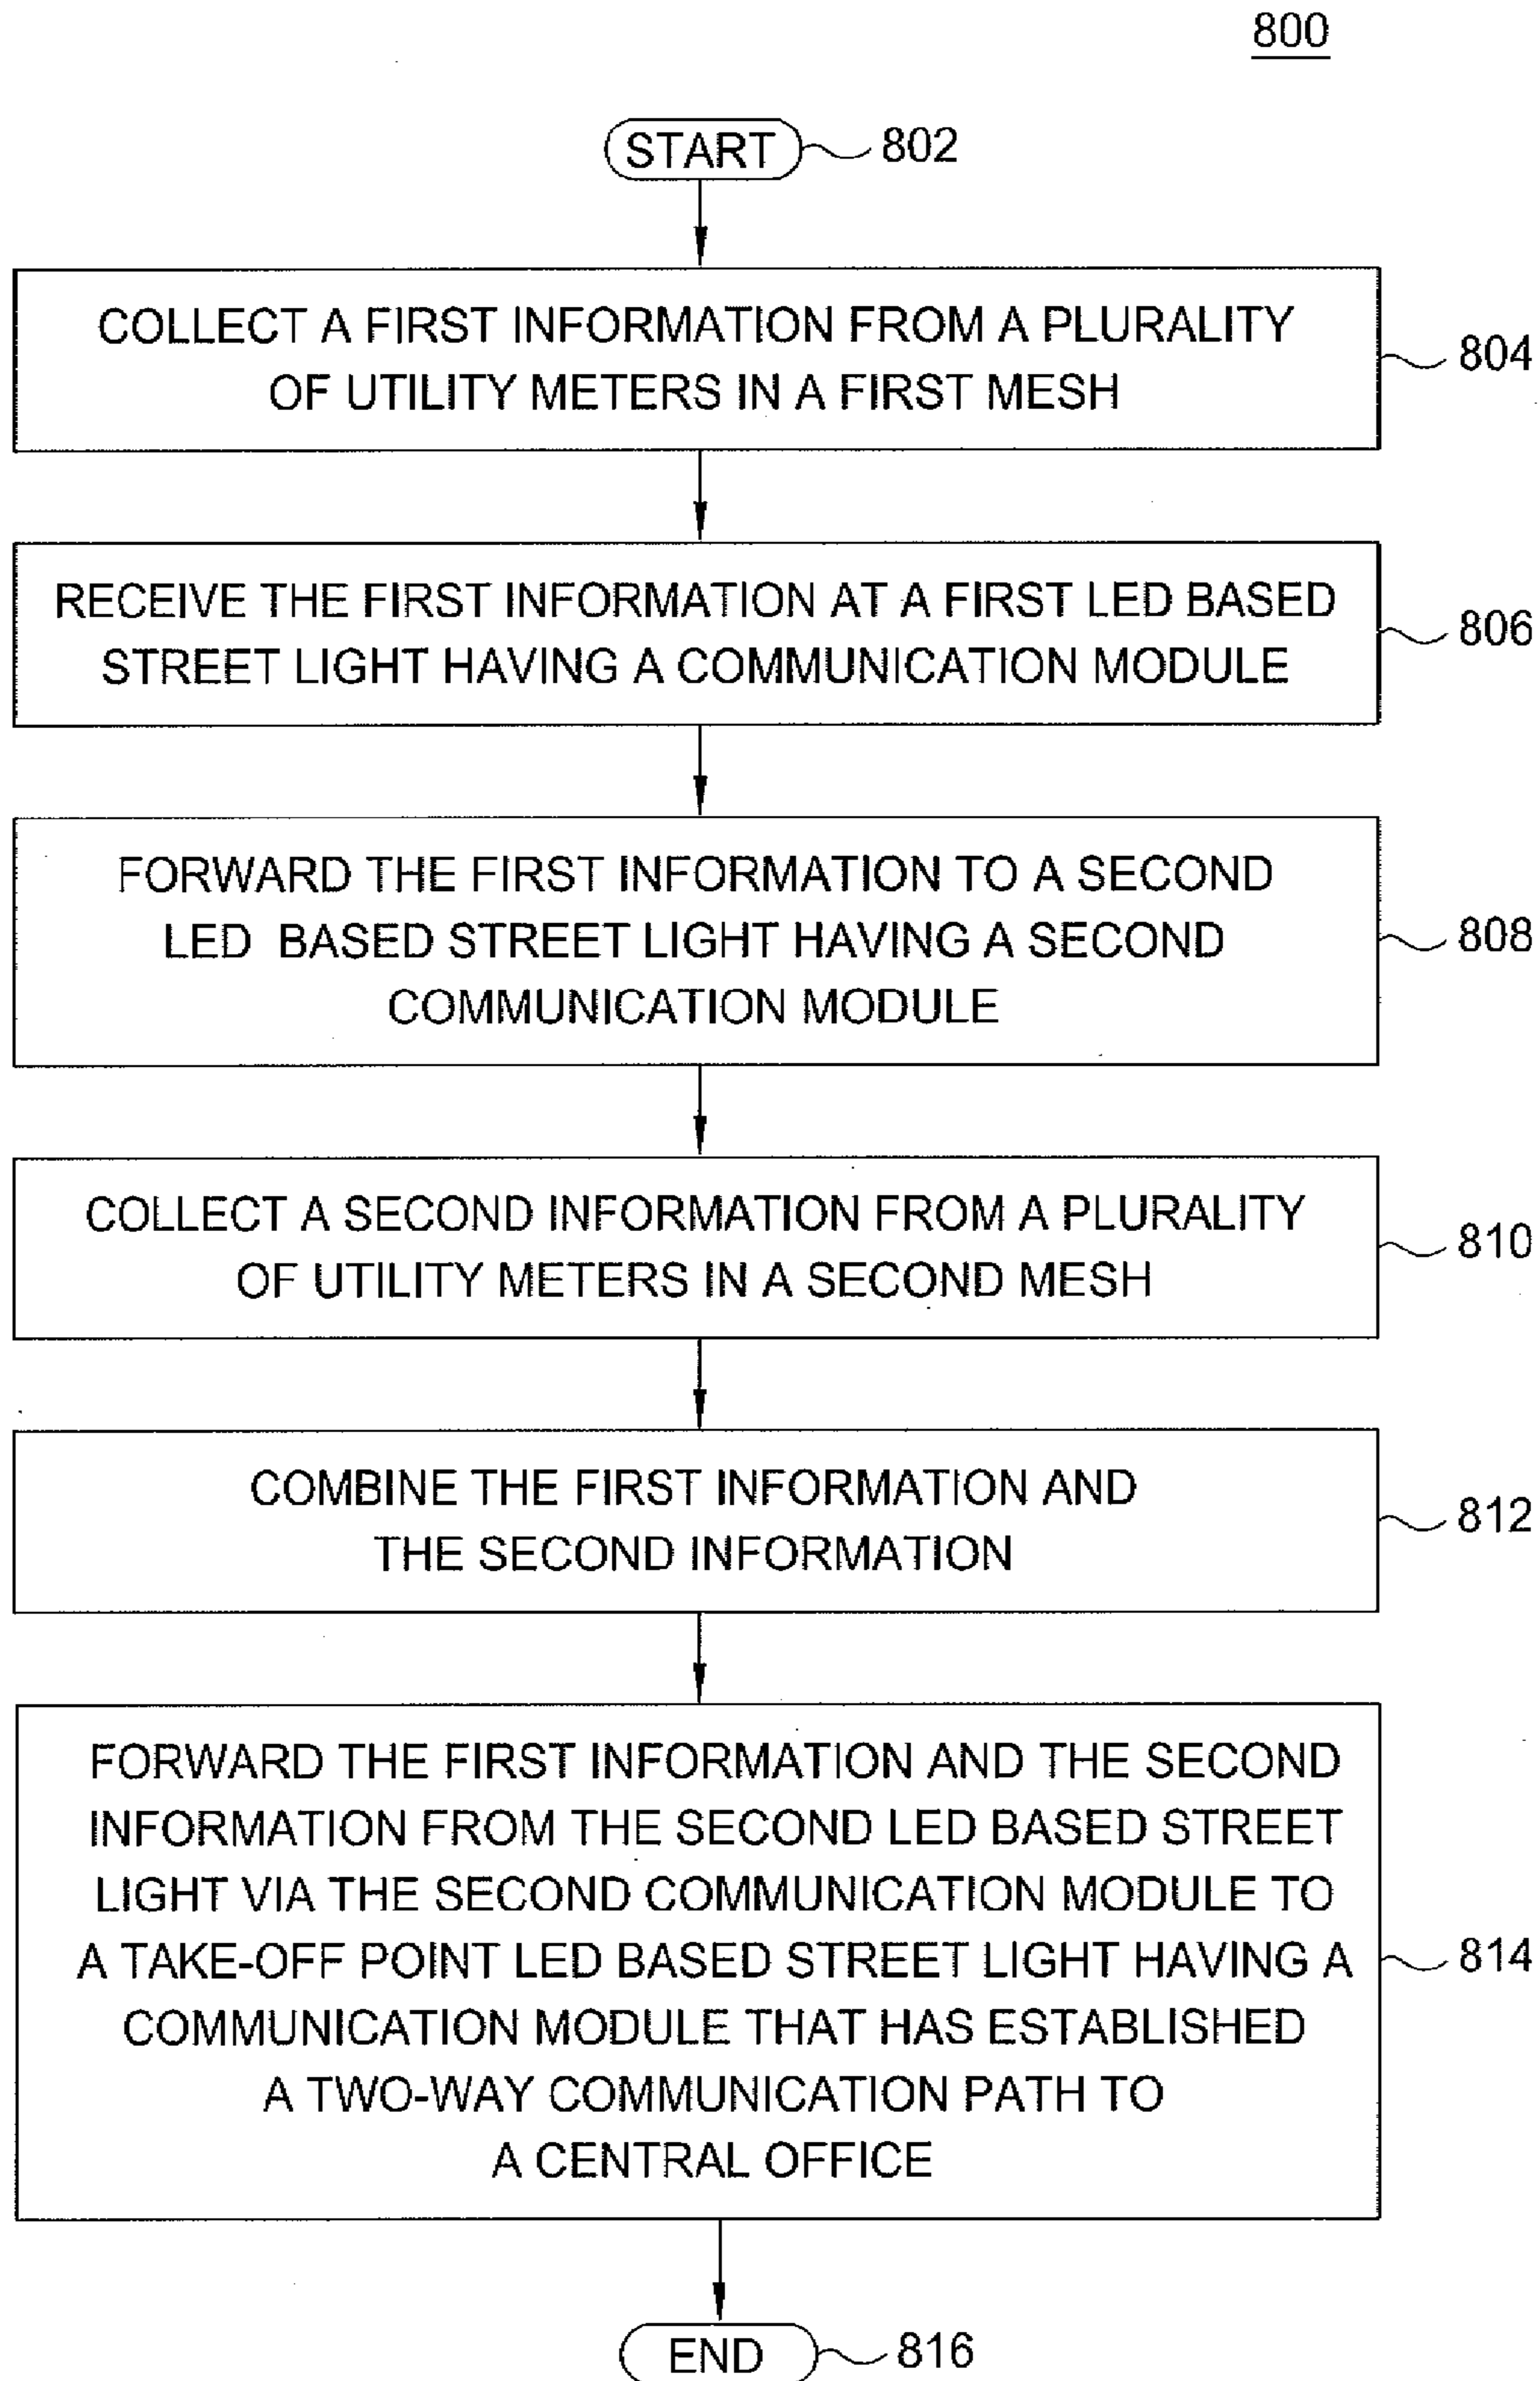 800
START 802
COLLECT A FIRST INFORMATION FROM A PLURALITY
OF UTILITY METERS IN A FIRST MESH
804
RECEIVE THE FIRST INFORMATION AT A FIRST LED BASED
STREET LIGHT HAVING A COMMUNICATION MODULE
806
FORWARD THE FIRST INFORMATION TO A SECOND
LED BASED STREET LIGHT HAVING A SECOND
COMMUNICATION MODULE
808
COLLECT A SECOND INFORMATION FROM A PLURALITY
OF UTILITY METERS IN A SECOND MESH
810
COMBINE THE FIRST INFORMATION AND
THE SECOND INFORMATION
812
FORWARD THE FIRST INFORMATION AND THE SECOND
INFORMATION FROM THE SECOND LED BASED STREET
LIGHT VIA THE SECOND COMMUNICATION MODULE TO
A TAKE-OFF POINT LED BASED STREET LIGHT HAVING A
COMMUNICATION MODULE THAT HAS ESTABLISHED
A TWO-WAY COMMUNICATION PATH TO
A CENTRAL OFFICE
814
END 816